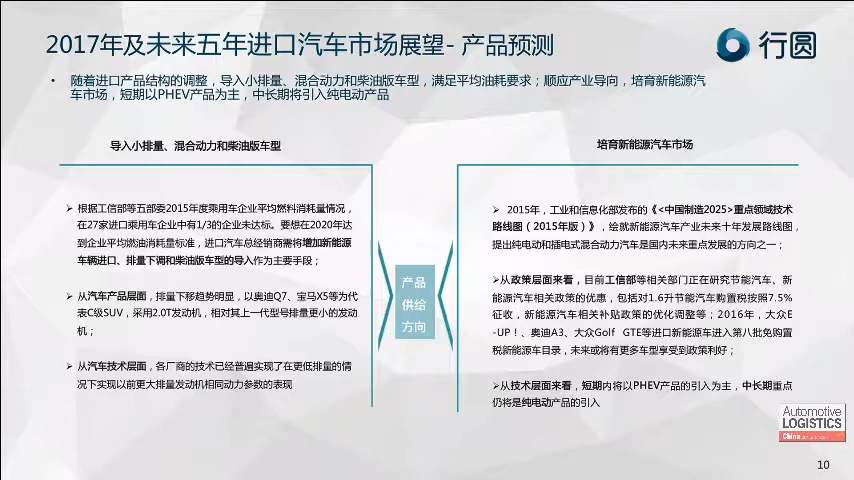 2017年及未来五年进口汽车市场展望- 产品预测
行圆
• 随着进口产品结构的调整，导入小排量、混合动力和柴油版车型，满足平均油耗要求；顺应产业导向，培育新能源汽
车市场，短期以PHEV产品为主，中长期将引入纯电动产品
导入小排量、混合动力和柴油版车型
➢ 根据工信部等五部委2015年度乘用车企业平均燃料消耗量情况，
在27家进口乘用车企业中有1/3的企业未达标。要想在2020年达
到企业平均燃油消耗量标准，进口汽车总经销商需将增加新能源
车辆进口、排量下调和柴油版车型的导入作为主要手段；
➢ 从汽车产品层面，排量下移趋势明显，以奥迪Q7、宝马X5等为代
表C级SUV，采用2.0T发动机，相对其上一代型号排量更小的发动
机；
➢ 从汽车技术层面，各厂商的技术已经普遍实现了在更低排量的情
况下实现以前更大排量发动机相同动力参数的表现
产品
供给
方向
培育新能源汽车市场
➢ 2015年，工业和信息化部发布的《<中国制造2025>重点领域技术
路线图（2015年版）》，绘就新能源汽车产业未来十年发展路线图，
提出纯电动和插电式混合动力汽车是国内未来重点发展的方向之一；
➢从政策层面来看，目前工信部等相关部门正在研究节能汽车、新
能源汽车相关政策的优惠，包括对1.6升节能汽车购置税按照7.5%
征收，新能源汽车相关补贴政策的优化调整等；2016年，大众E
-UP！、奥迪A3、大众Golf GTE等进口新能源车进入第八批免购置
税新能源车目录，未来或将有更多车型享受到政策利好；
➢从技术层面来看，短期内将以PHEV产品的引入为主，中长期重点
仍将是纯电动产品的引入
Automotive
LOGISTICS
China
10